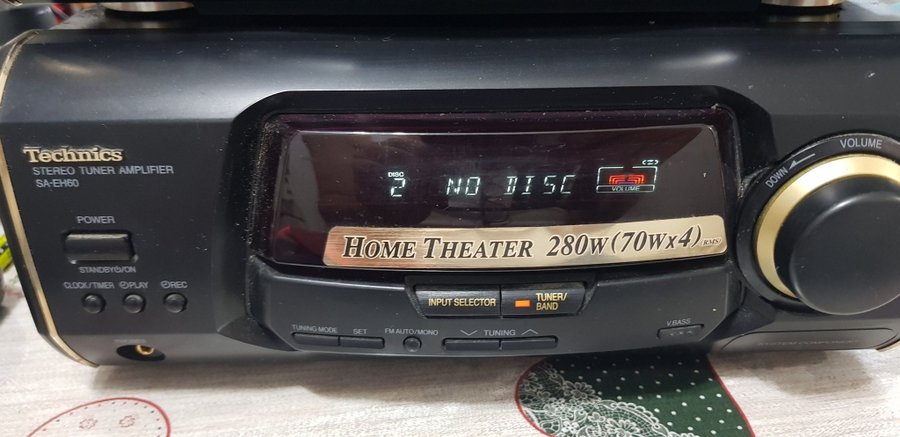 Technics
STEREO TUNER AMPLIFIER
SA-EH60
POWER
STANDBY⏻/ON
CLOCK/TIMER ⏲PLAY ⏲REC
DISC
2 NO DISC
VOLUME
HOME THEATER 280W (70W x 4) (RMS)
INPUT SELECTOR
TUNER/
BAND
TUNING MODE SET FM AUTO/MONO TUNING
V.BASS
VOLUME
DOWN